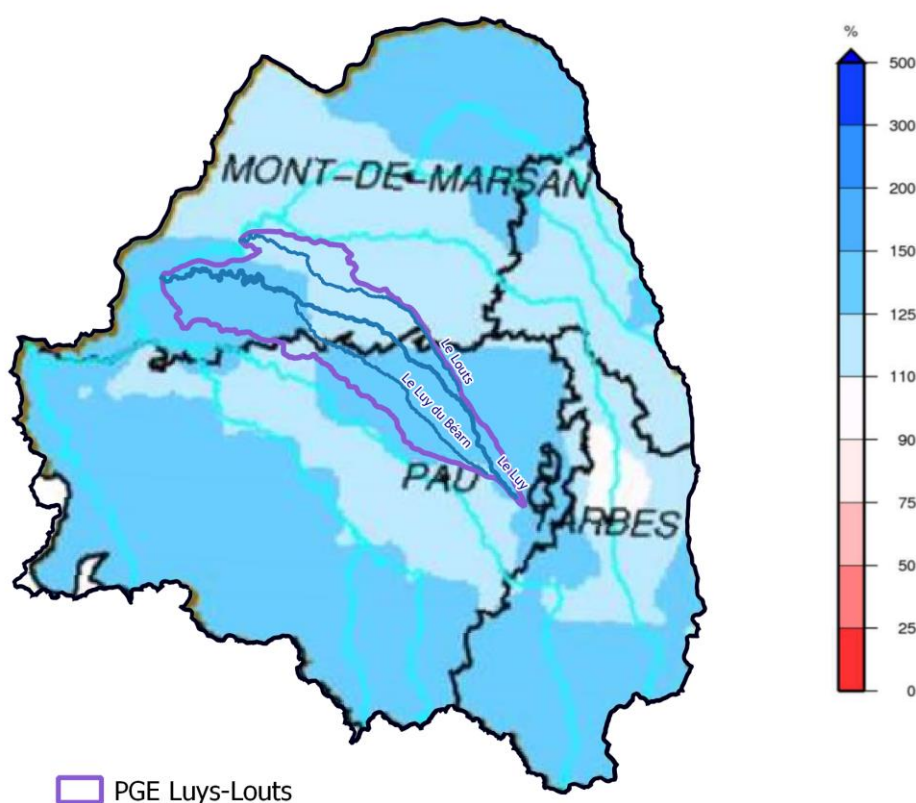 %
500
300
200
150
125
110
90
75
50
25
0
MONT-DE-MARSAN
Le Louts
Le Luy du Béarn
Le Luy
PAU
TARBES
PGE Luys-Louts